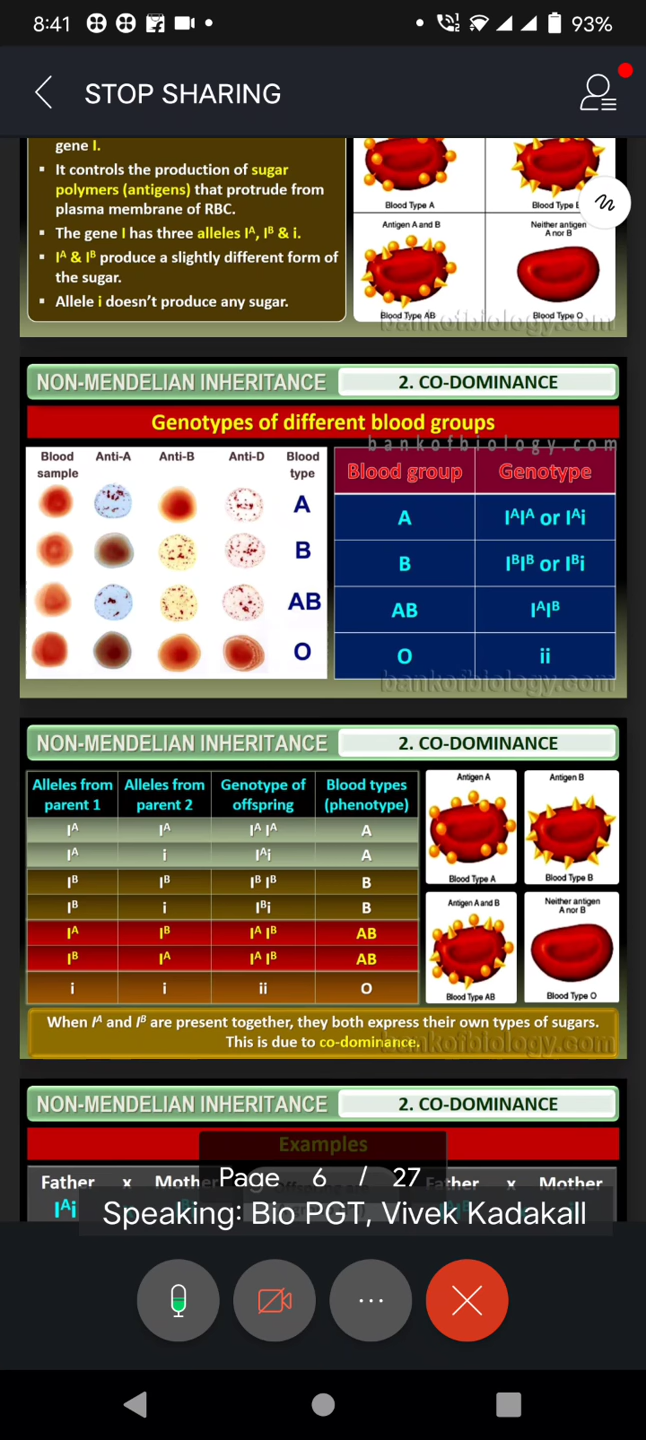 8:41
93%
STOP SHARING
gene I.
▪ It controls the production of sugar
polymers (antigens) that protrude from
plasma membrane of RBC.
▪ The gene I has three alleles Iᴬ, Iᴮ & i.
▪ Iᴬ & Iᴮ produce a slightly different form of
the sugar.
▪ Allele i doesn't produce any sugar.
Blood Type A
Antigen A and B
Neither antigen
A nor B
Blood Type AB
Blood Type O
bankofbiology.com
NON-MENDELIAN INHERITANCE 2. CO-DOMINANCE
Genotypes of different blood groups
bankofbiology.com
Blood sample Anti-A Anti-B Anti-D Blood type
A
B
AB
O
Blood group Genotype
A IᴬIᴬ or Iᴬi
B IᴮIᴮ or Iᴮi
AB IᴬIᴮ
O ii
bankofbiology.com
NON-MENDELIAN INHERITANCE 2. CO-DOMINANCE
Alleles from parent 1 Alleles from parent 2 Genotype of offspring Blood types (phenotype)
Iᴬ Iᴬ Iᴬ Iᴬ A
Iᴬ i Iᴬi A
Iᴮ Iᴮ Iᴮ Iᴮ B
Iᴮ i Iᴮi B
Iᴬ Iᴮ Iᴬ Iᴮ AB
Iᴮ Iᴬ Iᴬ Iᴮ AB
i i ii O
Antigen A
Blood Type A
Antigen B
Blood Type B
Antigen A and B
Blood Type AB
Neither antigen
A nor B
Blood Type O
When Iᴬ and Iᴮ are present together, they both express their own types of sugars.
This is due to co-dominance.
bankofbiology.com
NON-MENDELIAN INHERITANCE 2. CO-DOMINANCE
Examples
Father x Mother
Iᴬi
Father x Mother
Page 6 / 27
Speaking: Bio PGT, Vivek Kadakall